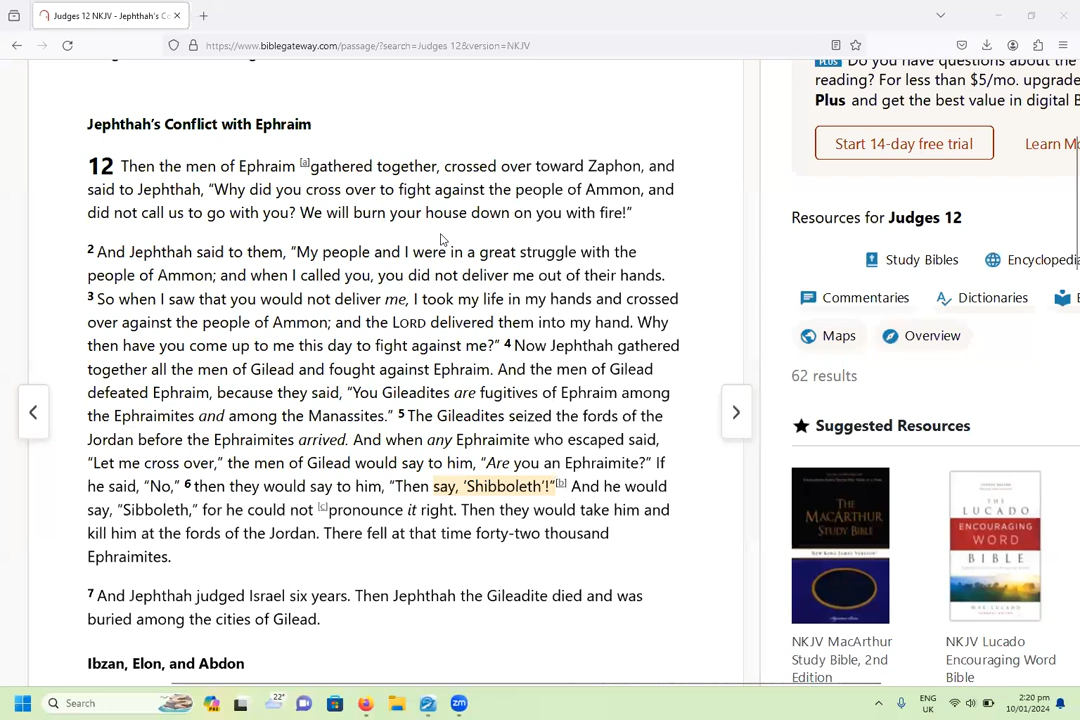 Judges 12 NKJV - Jephthah's Co
https://www.biblegateway.com/passage/?search=Judges 12&version=NKJV
Jephthah's Conflict with Ephraim
12 Then the men of Ephraim [a]gathered together, crossed over toward Zaphon, and
said to Jephthah, "Why did you cross over to fight against the people of Ammon, and
did not call us to go with you? We will burn your house down on you with fire!"
2 And Jephthah said to them, "My people and I were in a great struggle with the
people of Ammon; and when I called you, you did not deliver me out of their hands.
3 So when I saw that you would not deliver me, I took my life in my hands and crossed
over against the people of Ammon; and the LORD delivered them into my hand. Why
then have you come up to me this day to fight against me?" 4 Now Jephthah gathered
together all the men of Gilead and fought against Ephraim. And the men of Gilead
defeated Ephraim, because they said, "You Gileadites are fugitives of Ephraim among
the Ephraimites and among the Manassites." 5 The Gileadites seized the fords of the
Jordan before the Ephraimites arrived. And when any Ephraimite who escaped said,
"Let me cross over," the men of Gilead would say to him, "Are you an Ephraimite?" If
he said, "No," 6 then they would say to him, "Then say, 'Shibboleth'!"[b] And he would
say, "Sibboleth," for he could not [c]pronounce it right. Then they would take him and
kill him at the fords of the Jordan. There fell at that time forty-two thousand
Ephraimites.
7 And Jephthah judged Israel six years. Then Jephthah the Gileadite died and was
buried among the cities of Gilead.
Ibzan, Elon, and Abdon
PLUS Do you have questions about the
reading? For less than $5/mo. upgrade
Plus and get the best value in digital B
Start 14-day free trial
Learn Mo
Resources for Judges 12
Study Bibles
Encyclopedia
Commentaries
Dictionaries
Maps
Overview
62 results
Suggested Resources
THE
MACARTHUR
STUDY BIBLE
NEW KING JAMES VERSION
THE
LUCADO
ENCOURAGING
WORD
BIBLE
MAX LUCADO
NKJV MacArthur
Study Bible, 2nd
Edition
NKJV Lucado
Encouraging Word
Bible
Search
22°
zm
ENG
UK
2:20 pm
10/01/2024